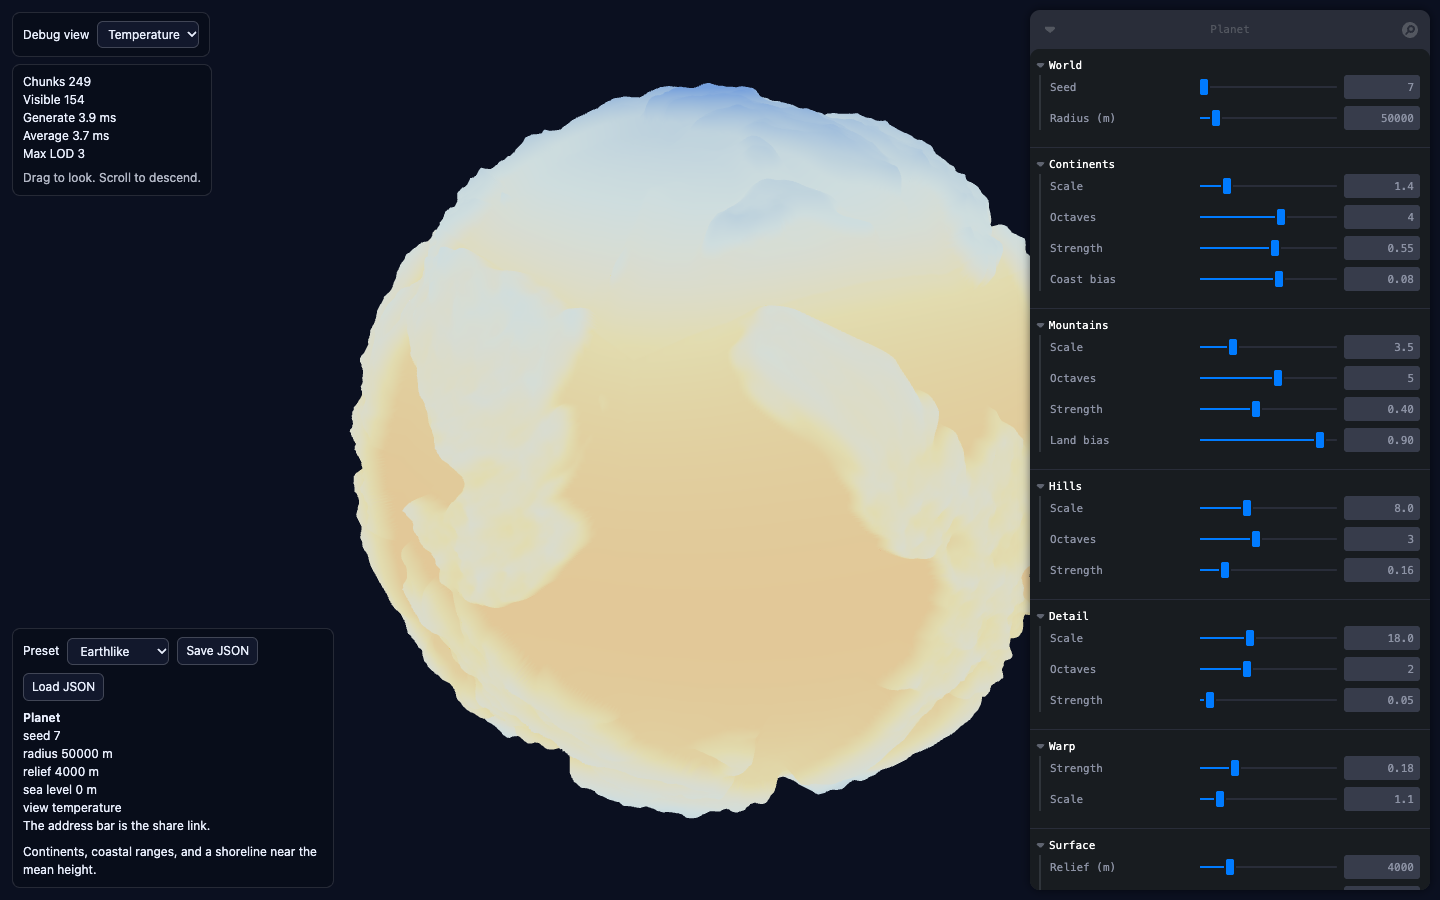 Debug view Temperature
Chunks 249
Visible 154
Generate 3.9 ms
Average 3.7 ms
Max LOD 3
Drag to look. Scroll to descend.
Preset Earthlike Save JSON
Load JSON
Planet
seed 7
radius 50000 m
relief 4000 m
sea level 0 m
view temperature
The address bar is the share link.
Continents, coastal ranges, and a shoreline near the
mean height.
Planet
World
Seed 7
Radius (m) 50000
Continents
Scale 1.4
Octaves 4
Strength 0.55
Coast bias 0.08
Mountains
Scale 3.5
Octaves 5
Strength 0.40
Land bias 0.90
Hills
Scale 8.0
Octaves 3
Strength 0.16
Detail
Scale 18.0
Octaves 2
Strength 0.05
Warp
Strength 0.18
Scale 1.1
Surface
Relief (m) 4000